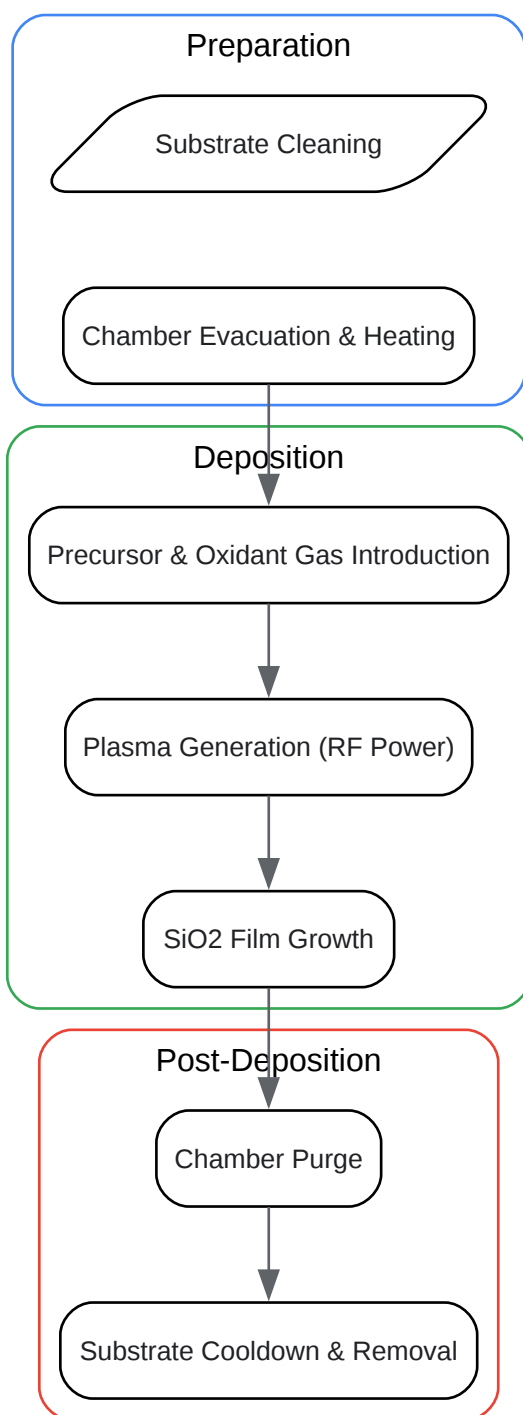 Preparation
Substrate Cleaning
Chamber Evacuation & Heating
Deposition
Precursor & Oxidant Gas Introduction
Plasma Generation (RF Power)
SiO2 Film Growth
Post-Deposition
Chamber Purge
Substrate Cooldown & Removal